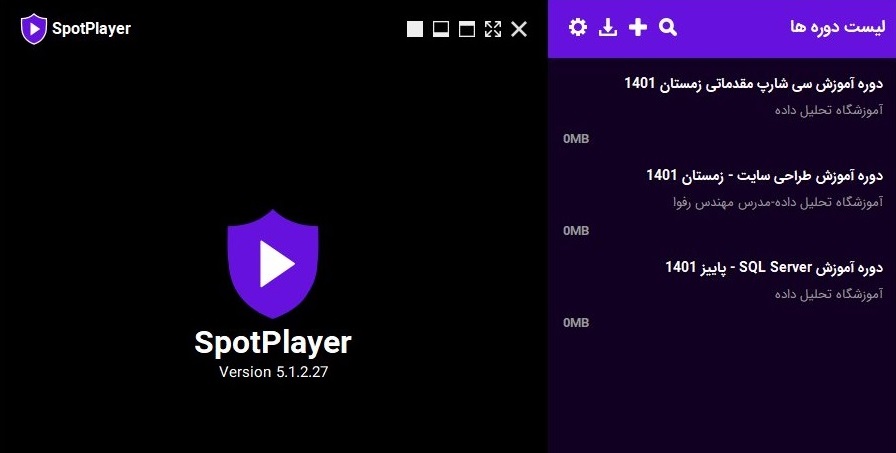 SpotPlayer
SpotPlayer
Version 5.1.2.27
لیست دوره ها
دوره آموزش سی شارپ مقدماتی زمستان 1401
آموزشگاه تحلیل داده
0MB
دوره آموزش طراحی سایت - زمستان 1401
آموزشگاه تحلیل داده-مدرس مهندس رفوا
0MB
دوره آموزش SQL Server - پاییز 1401
آموزشگاه تحلیل داده
0MB